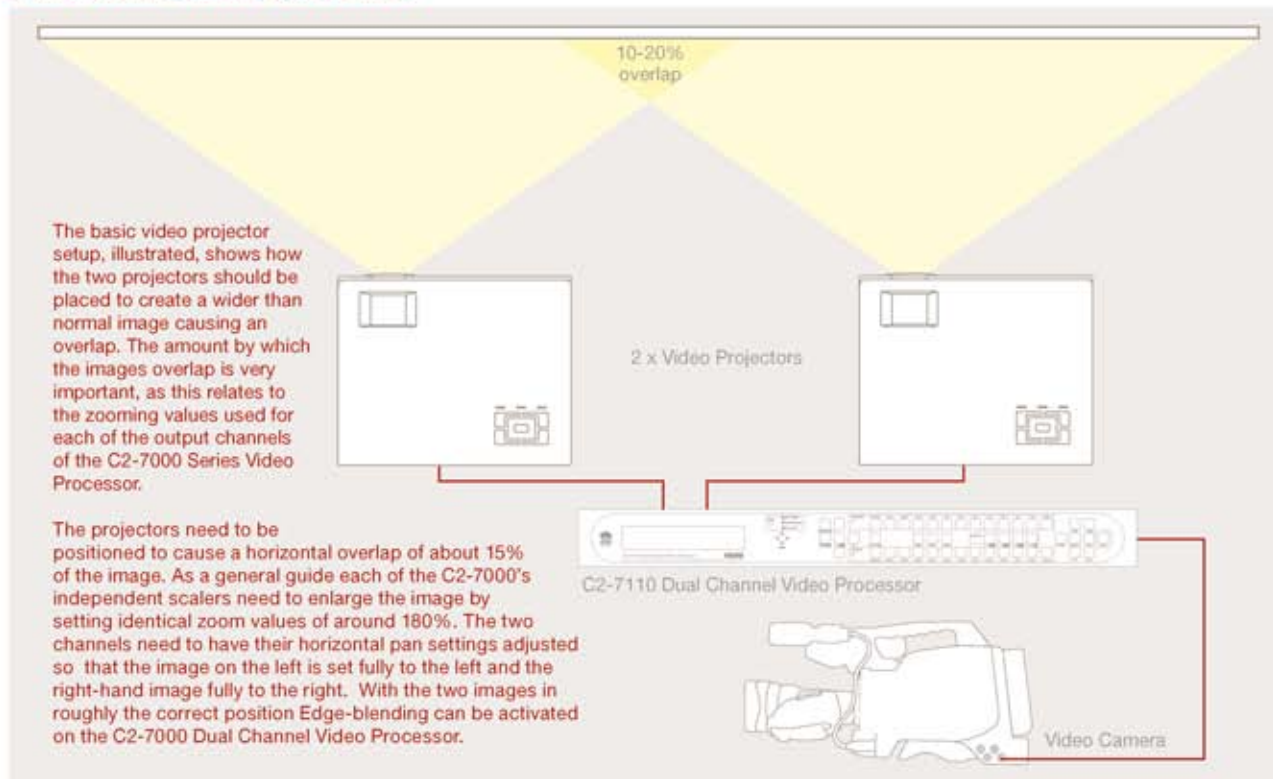 10-20%
overlap
The basic video projector
setup, illustrated, shows how
the two projectors should be
placed to create a wider than
normal image causing an
overlap. The amount by which
the images overlap is very
important, as this relates to
the zooming values used for
each of the output channels
of the C2-7000 Series Video
Processor.
2 x Video Projectors
The projectors need to be
positioned to cause a horizontal overlap of about 15%
of the image. As a general guide each of the C2-7000's
independent scalers need to enlarge the image by
setting identical zoom values of around 180%. The two
channels need to have their horizontal pan settings adjusted
so that the image on the left is set fully to the left and the
right-hand image fully to the right. With the two images in
roughly the correct position Edge-blending can be activated
on the C2-7000 Dual Channel Video Processor.
C2-7110 Dual Channel Video Processor
Video Camera